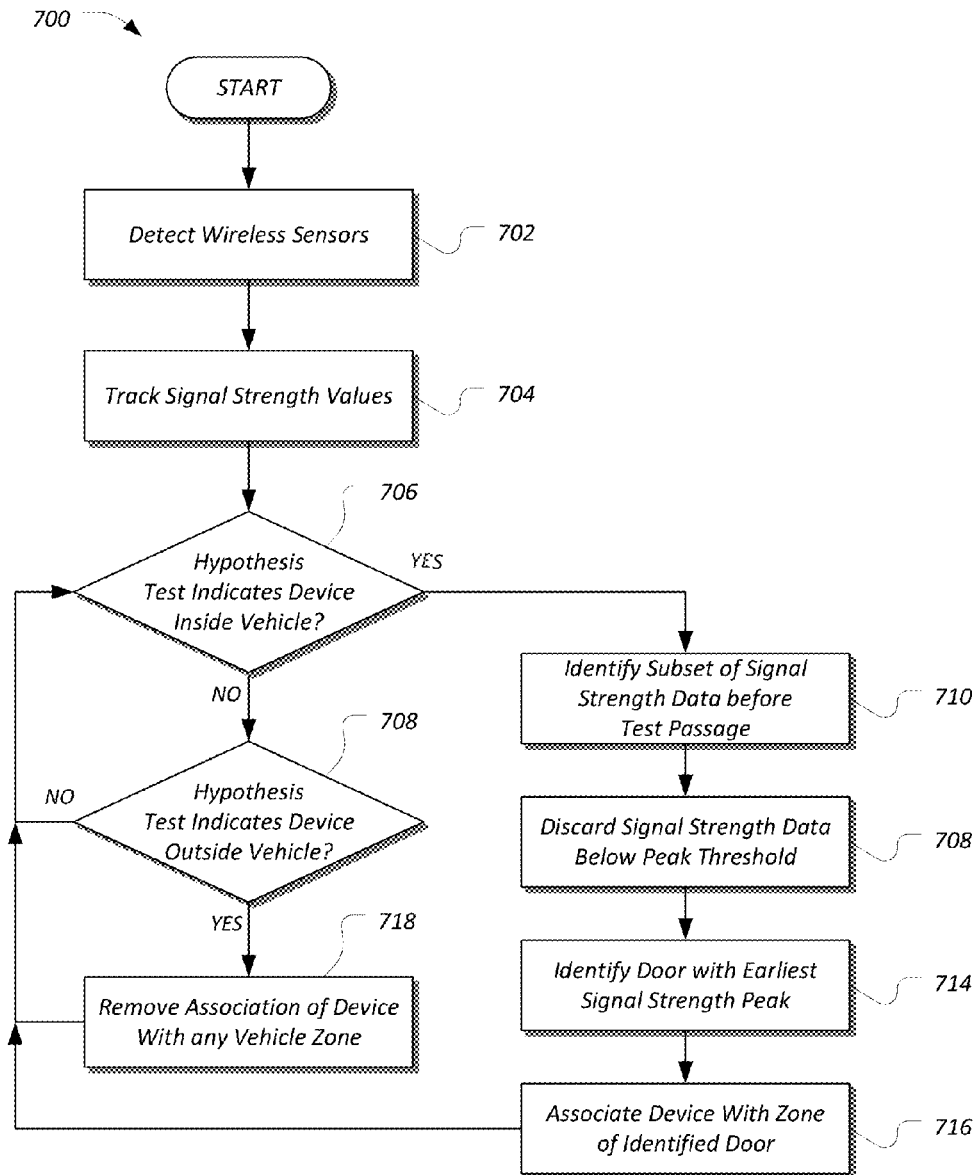 700
START
Detect Wireless Sensors
702
Track Signal Strength Values
704
706
Hypothesis
Test Indicates Device
Inside Vehicle?
YES
NO
Identify Subset of Signal
Strength Data before
Test Passage
710
708
Hypothesis
Test Indicates Device
Outside Vehicle?
NO
YES
Discard Signal Strength Data
Below Peak Threshold
708
718
Remove Association of Device
With any Vehicle Zone
Identify Door with Earliest
Signal Strength Peak
714
Associate Device With Zone
of Identified Door
716